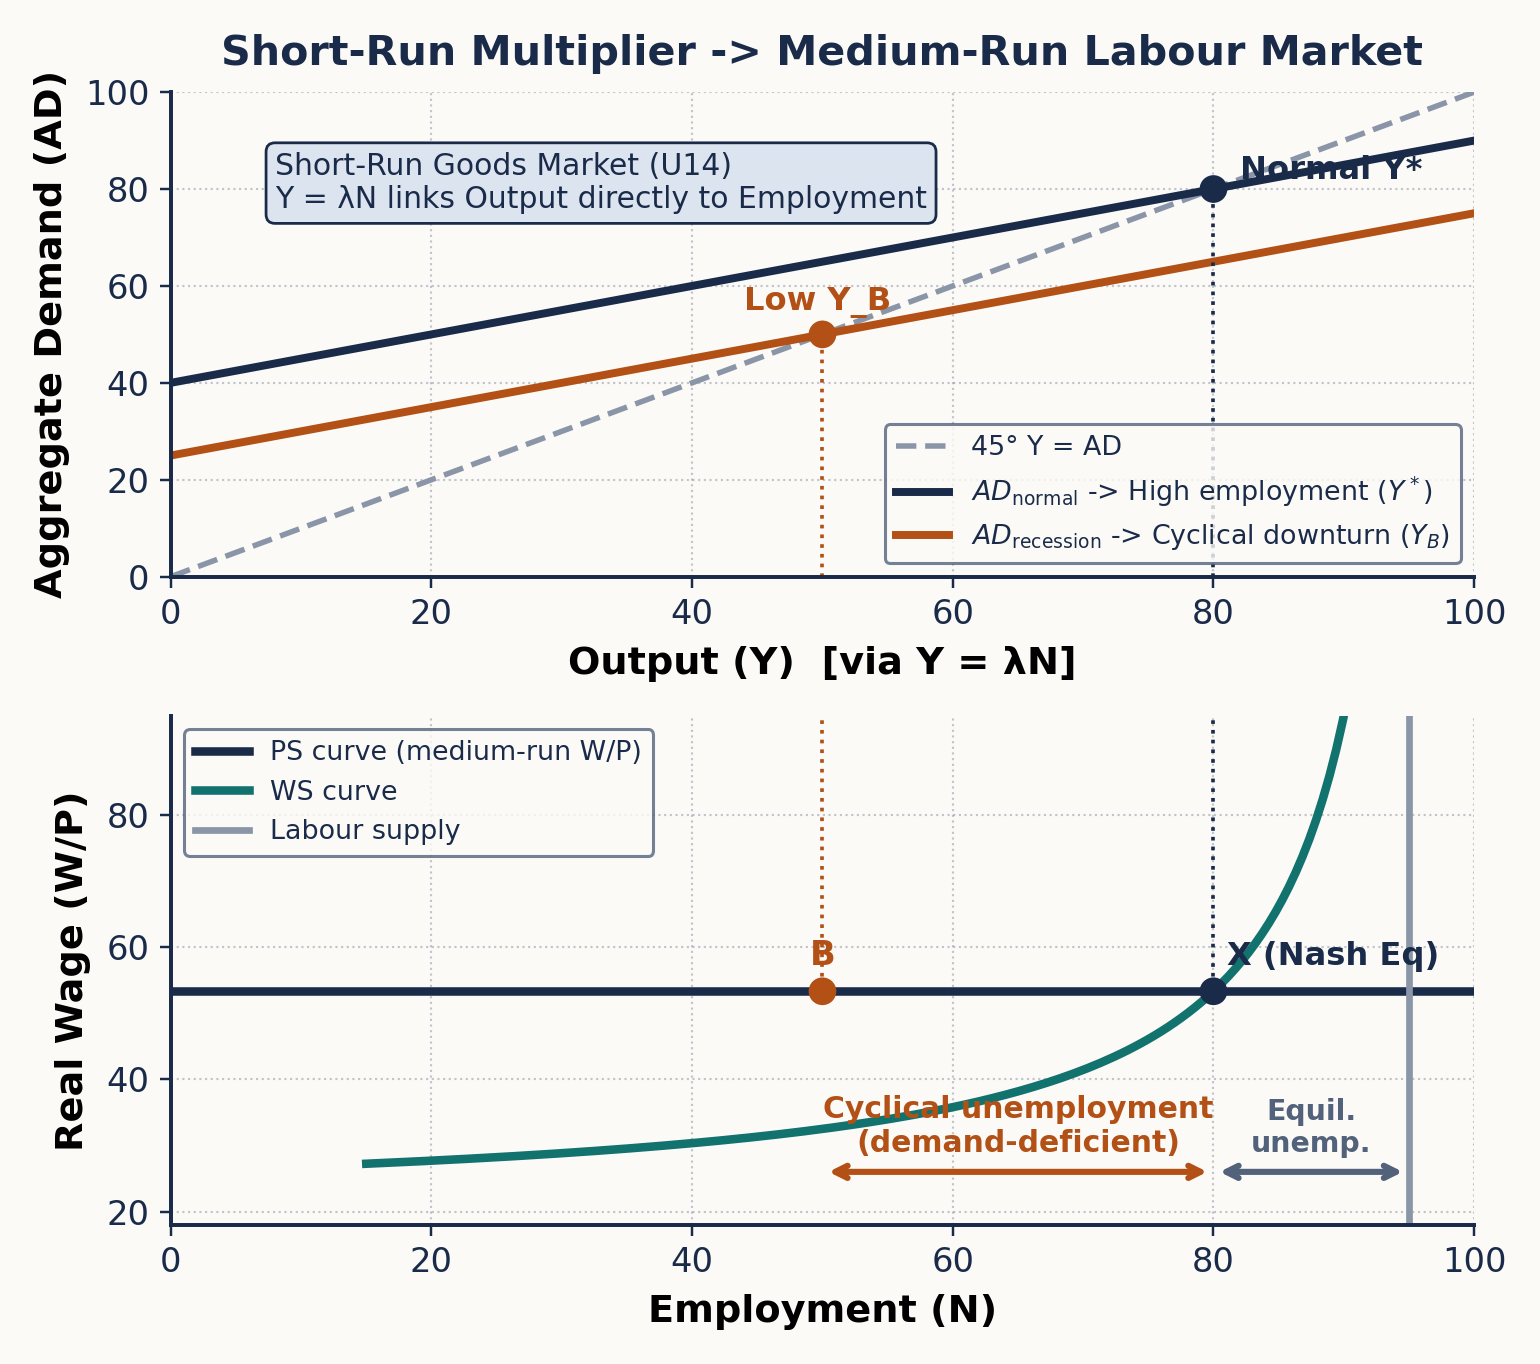 Short-Run Multiplier -> Medium-Run Labour Market
Aggregate Demand (AD)
100
80
60
40
20
0
Short-Run Goods Market (U14)
Y = λN links Output directly to Employment
Normal Y*
Low Y_B
45° Y = AD
AD_normal -> High employment (Y*)
AD_recession -> Cyclical downturn (Y_B)
0 20 40 60 80 100
Output (Y)  [via Y = λN]
Real Wage (W/P)
80
60
40
20
PS curve (medium-run W/P)
WS curve
Labour supply
B
X (Nash Eq)
Cyclical unemployment
(demand-deficient)
Equil.
unemp.
0 20 40 60 80 100
Employment (N)